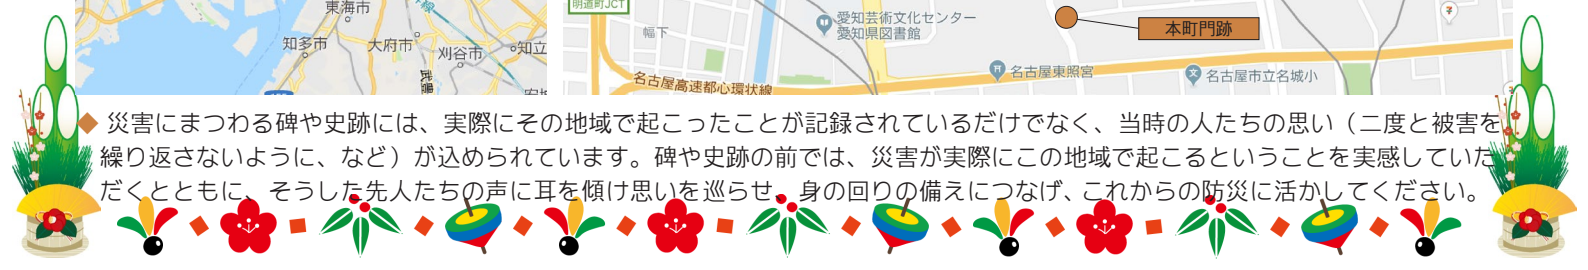 東海市
知多市
大府市
刈谷市
知立
明道町JCT
幅下
愛知芸術文化センター
愛知県図書館
本町門跡
名古屋東照宮
名古屋市立名城小
名古屋高速都心環状線
◆ 災害にまつわる碑や史跡には、実際にその地域で起こったことが記録されているだけでなく、当時の人たちの思い（二度と被害を
繰り返さないように、など）が込められています。碑や史跡の前では、災害が実際にこの地域で起こるということを実感していた
だくとともに、そうした先人たちの声に耳を傾け思いを巡らせ、身の回りの備えにつなげ、これからの防災に活かしてください。